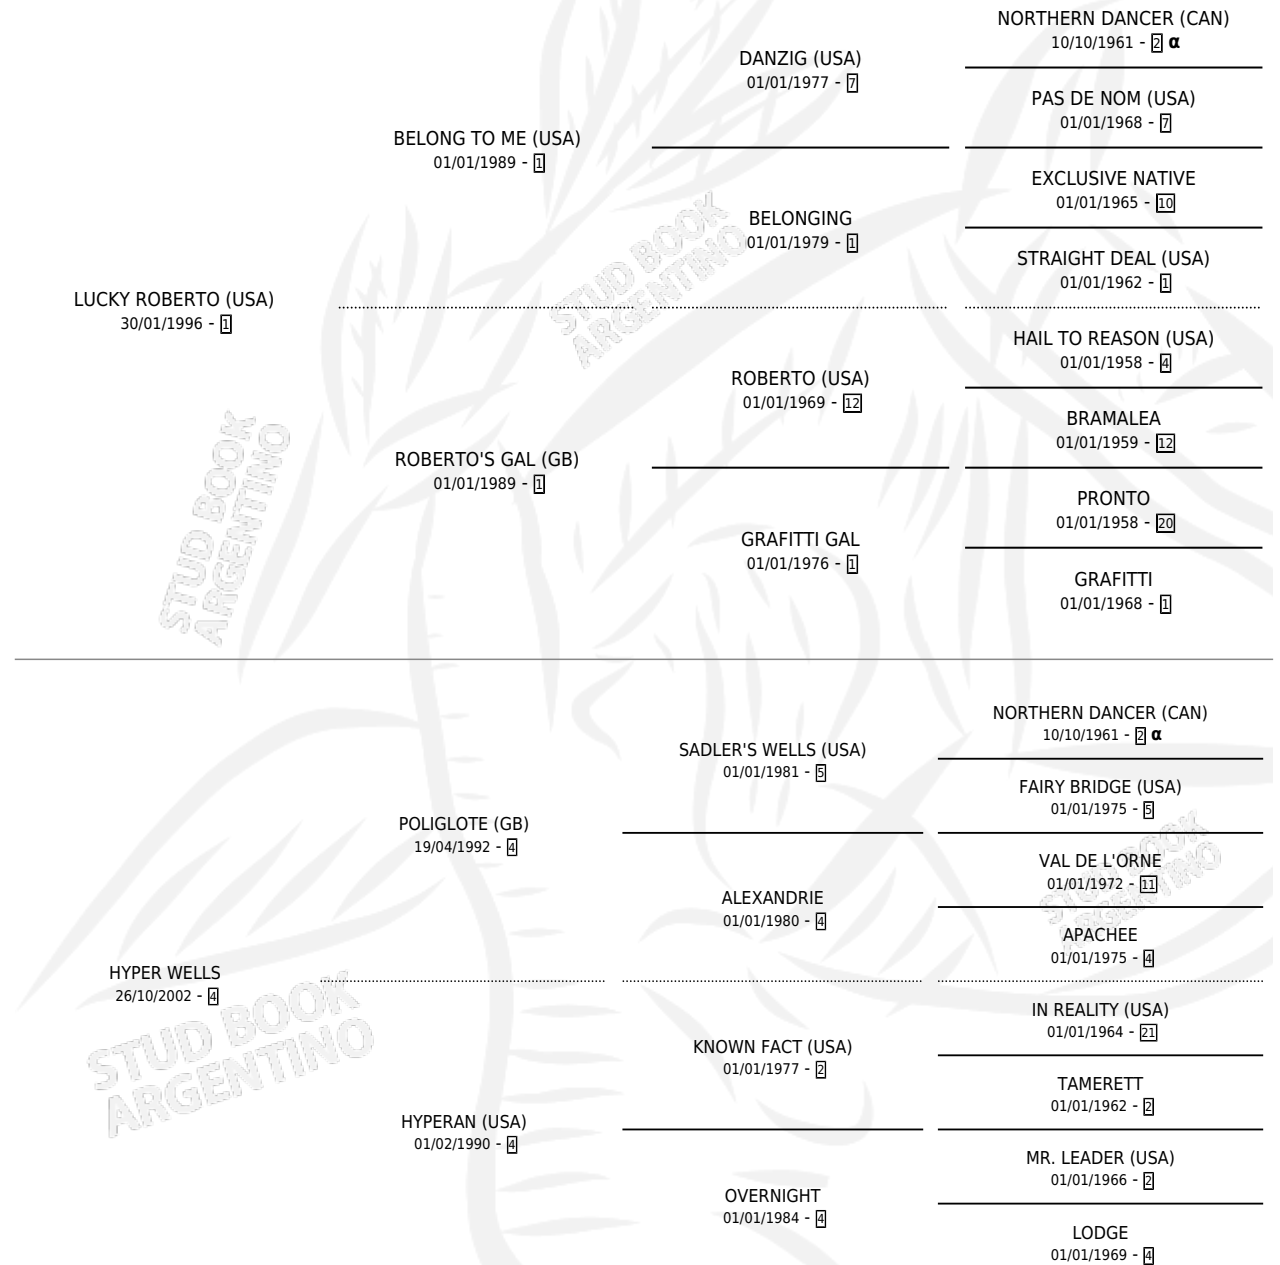 NORTHERN DANCER (CAN)
10/10/1961 - 2 α
DANZIG (USA)
01/01/1977 - 7
PAS DE NOM (USA)
01/01/1968 - 7
BELONG TO ME (USA)
01/01/1989 - 1
EXCLUSIVE NATIVE
01/01/1965 - 10
BELONGING
01/01/1979 - 1
STRAIGHT DEAL (USA)
01/01/1962 - 1
LUCKY ROBERTO (USA)
30/01/1996 - 1
HAIL TO REASON (USA)
01/01/1958 - 4
ROBERTO (USA)
01/01/1969 - 12
BRAMALEA
01/01/1959 - 12
ROBERTO'S GAL (GB)
01/01/1989 - 1
PRONTO
01/01/1958 - 20
GRAFITTI GAL
01/01/1976 - 1
GRAFITTI
01/01/1968 - 1
STUD BOOK
ARGENTINO
STUD BOOK
ARGENTINO
NORTHERN DANCER (CAN)
10/10/1961 - 2 α
SADLER'S WELLS (USA)
01/01/1981 - 5
FAIRY BRIDGE (USA)
01/01/1975 - 5
POLIGLOTE (GB)
19/04/1992 - 4
VAL DE L'ORNE
01/01/1972 - 11
ALEXANDRIE
01/01/1980 - 4
APACHEE
01/01/1975 - 4
HYPER WELLS
26/10/2002 - 4
IN REALITY (USA)
01/01/1964 - 21
KNOWN FACT (USA)
01/01/1977 - 2
TAMERETT
01/01/1962 - 2
HYPERAN (USA)
01/02/1990 - 4
MR. LEADER (USA)
01/01/1966 - 2
OVERNIGHT
01/01/1984 - 4
LODGE
01/01/1969 - 4
STUD BOOK
ARGENTINO
STUD BOOK
ARGENTINO